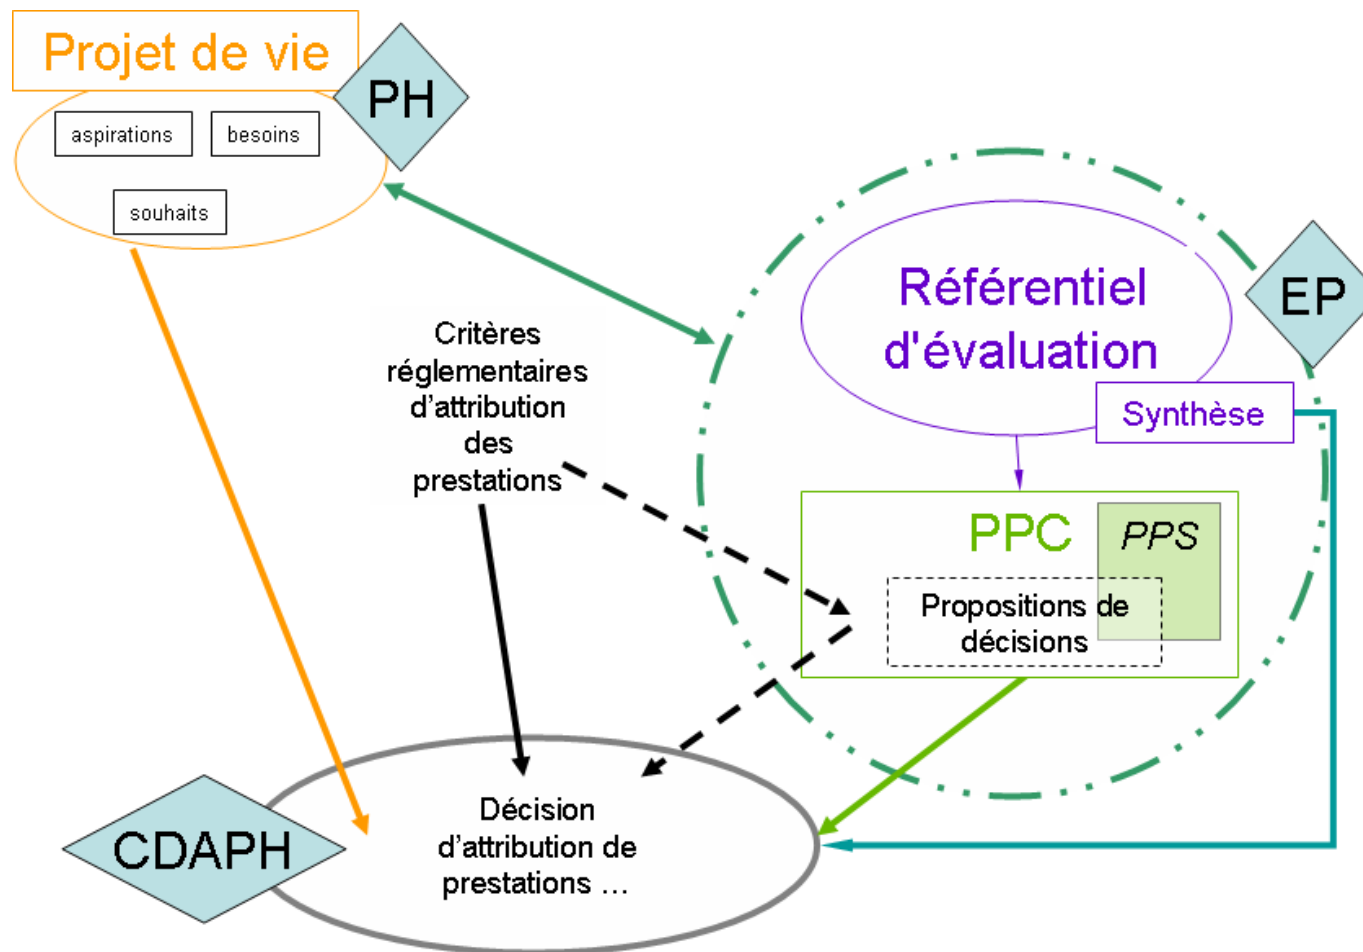 Projet de vie
PH
aspirations
besoins
souhaits
Critères
réglementaires
d’attribution
des
prestations
Référentiel
d'évaluation
EP
Synthèse
PPC
PPS
Propositions de
décisions
CDAPH
Décision
d’attribution de
prestations …